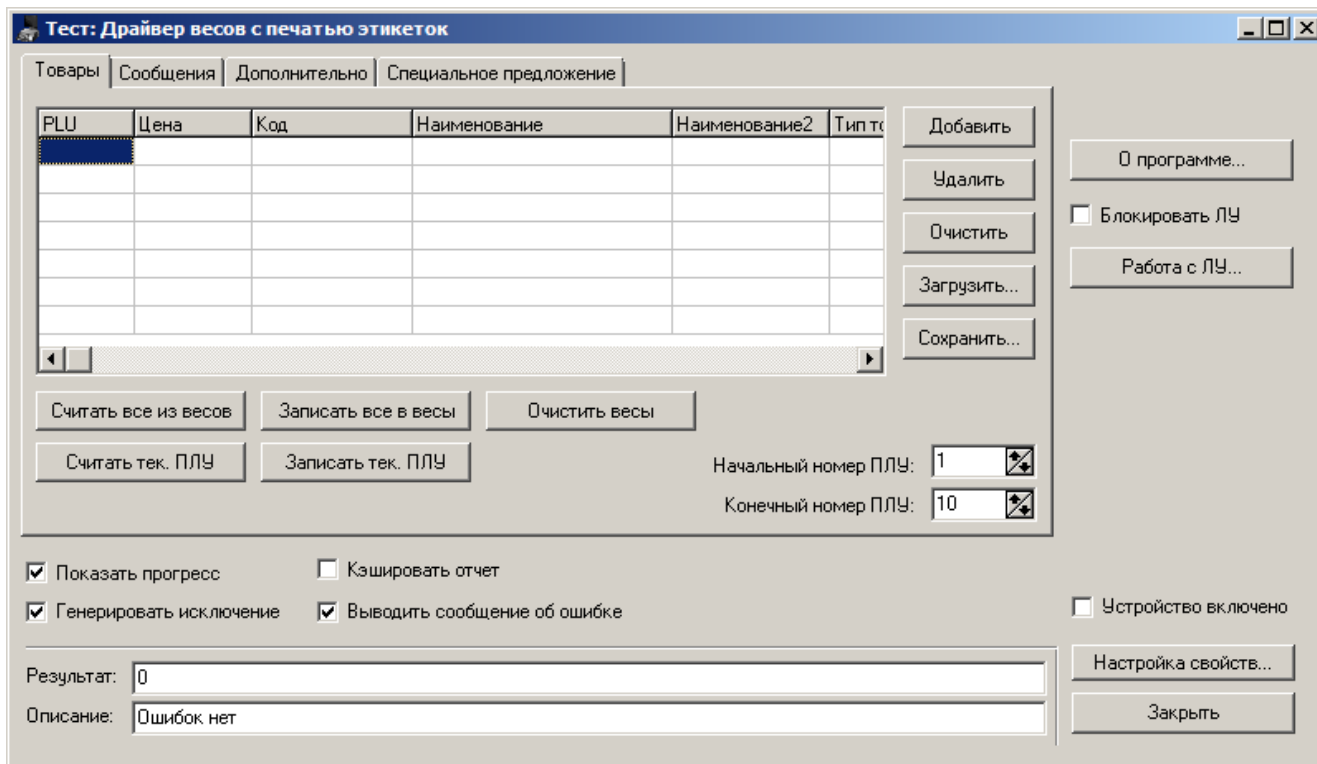 Тест: Драйвер весов с печатью этикеток
Товары Сообщения Дополнительно Специальное предложение
PLU Цена Код Наименование Наименование2 Тип то
Добавить
Удалить
Очистить
Загрузить...
Сохранить...
О программе...
Блокировать ЛУ
Работа с ЛУ...
Считать все из весов Записать все в весы Очистить весы
Считать тек. ПЛУ Записать тек. ПЛУ
Начальный номер ПЛУ: 1
Конечный номер ПЛУ: 10
Показать прогресс Кэшировать отчет
Генерировать исключение Выводить сообщение об ошибке
Устройство включено
Результат: 0
Настройка свойств...
Описание: Ошибок нет
Закрыть